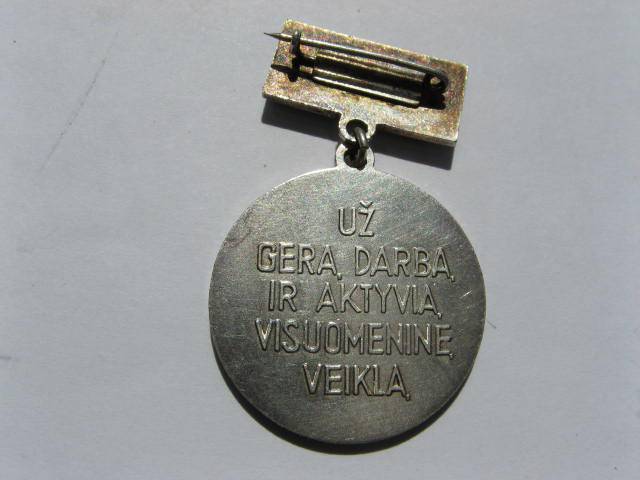 UŽ
GERĄ DARBĄ
IR AKTYVIĄ
VISUOMENINĘ
VEIKLĄ